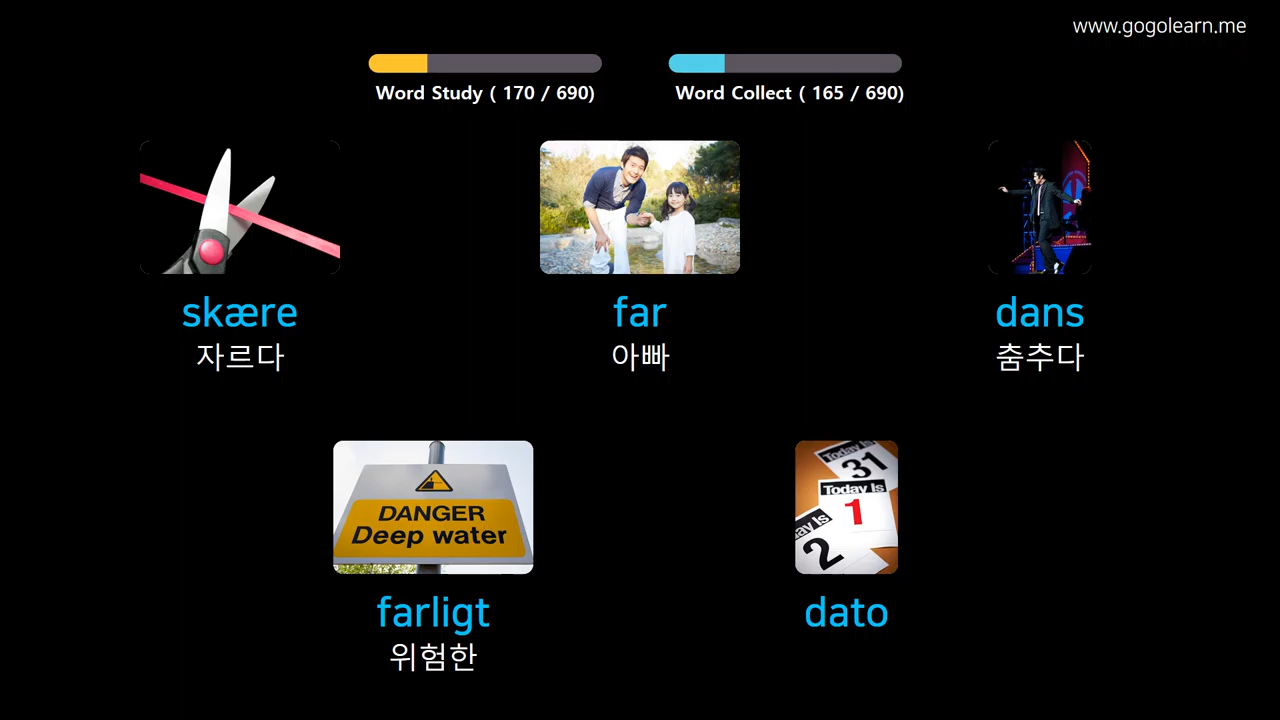 www.gogolearn.me
Word Study ( 170 / 690)
Word Collect ( 165 / 690)
skære
자르다
far
아빠
dans
춤추다
DANGER
Deep water
farligt
위험한
Today Is
31
Today Is
1
ay Is
2
dato